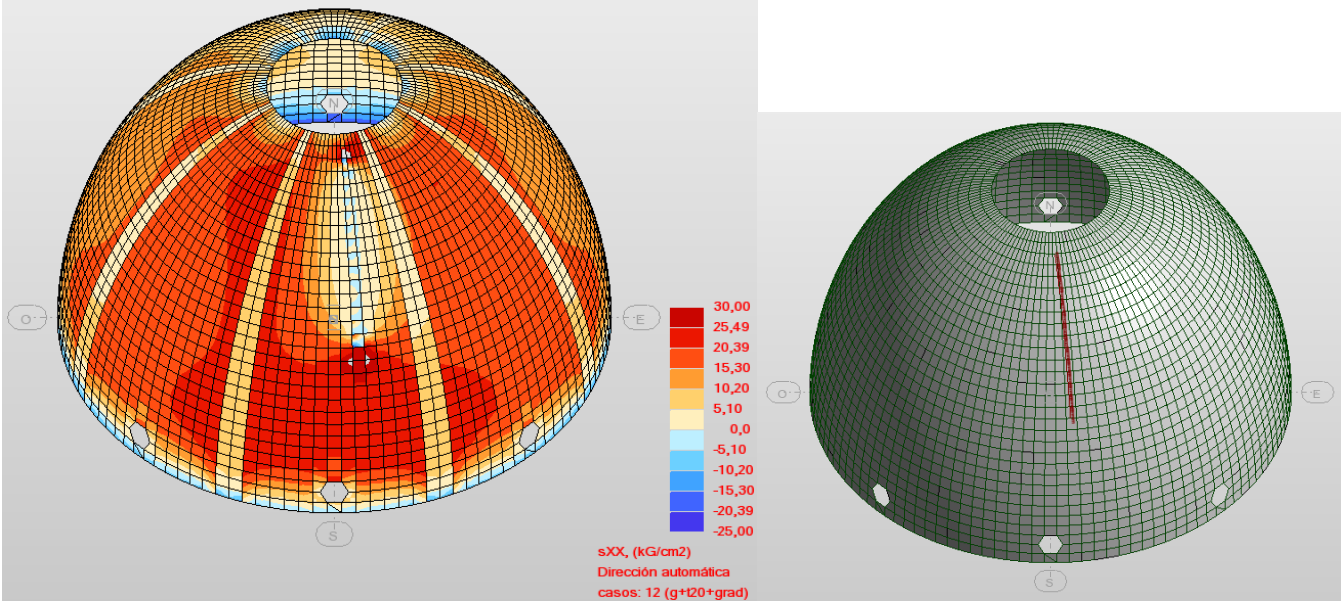 N
O
E
30,00
25,49
20,39
15,30
10,20
5,10
0,0
-5,10
-10,20
-15,30
-20,39
-25,00
sXX, (kG/cm2)
Dirección automática
casos: 12 (g+t20+grad)
S
N
O
E
S